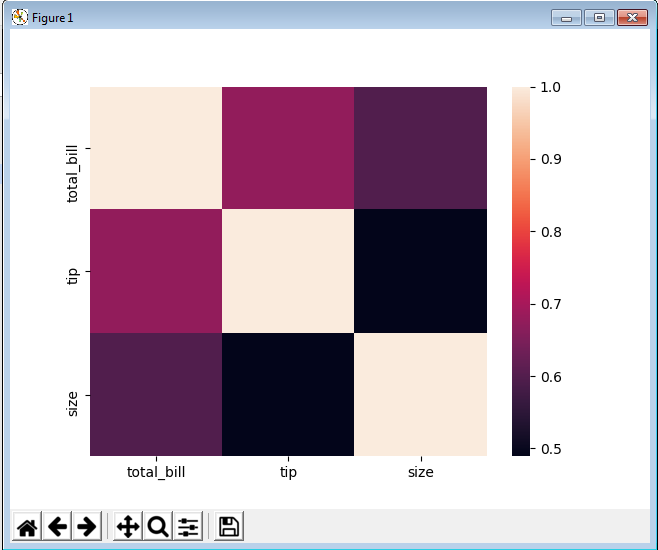 Figure 1
total_bill
tip
size
total_bill
tip
size
1.0
0.9
0.8
0.7
0.6
0.5